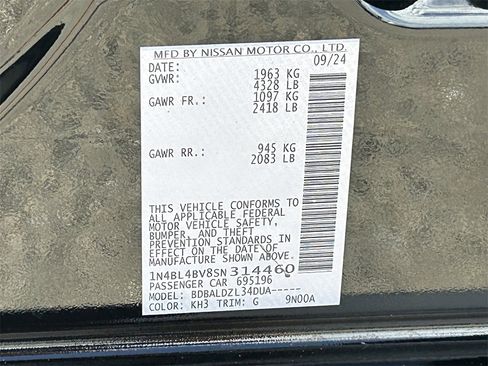 MFD BY NISSAN MOTOR CO., LTD.
DATE: 09/24
GVWR: 1963 KG
4328 LB
GAWR FR.: 1097 KG
2418 LB
GAWR RR.: 945 KG
2083 LB
THIS VEHICLE CONFORMS TO
ALL APPLICABLE FEDERAL
MOTOR VEHICLE SAFETY,
BUMPER, AND THEFT
PREVENTION STANDARDS
IN EFFECT ON THE DATE OF
MANUFACTURE SHOWN ABOVE.
1N4BL4BV8SN314460
PASSENGER CAR 695196
MODEL: BDBALDZL34DUA-----
COLOR: KH3 TRIM: G 9N00A